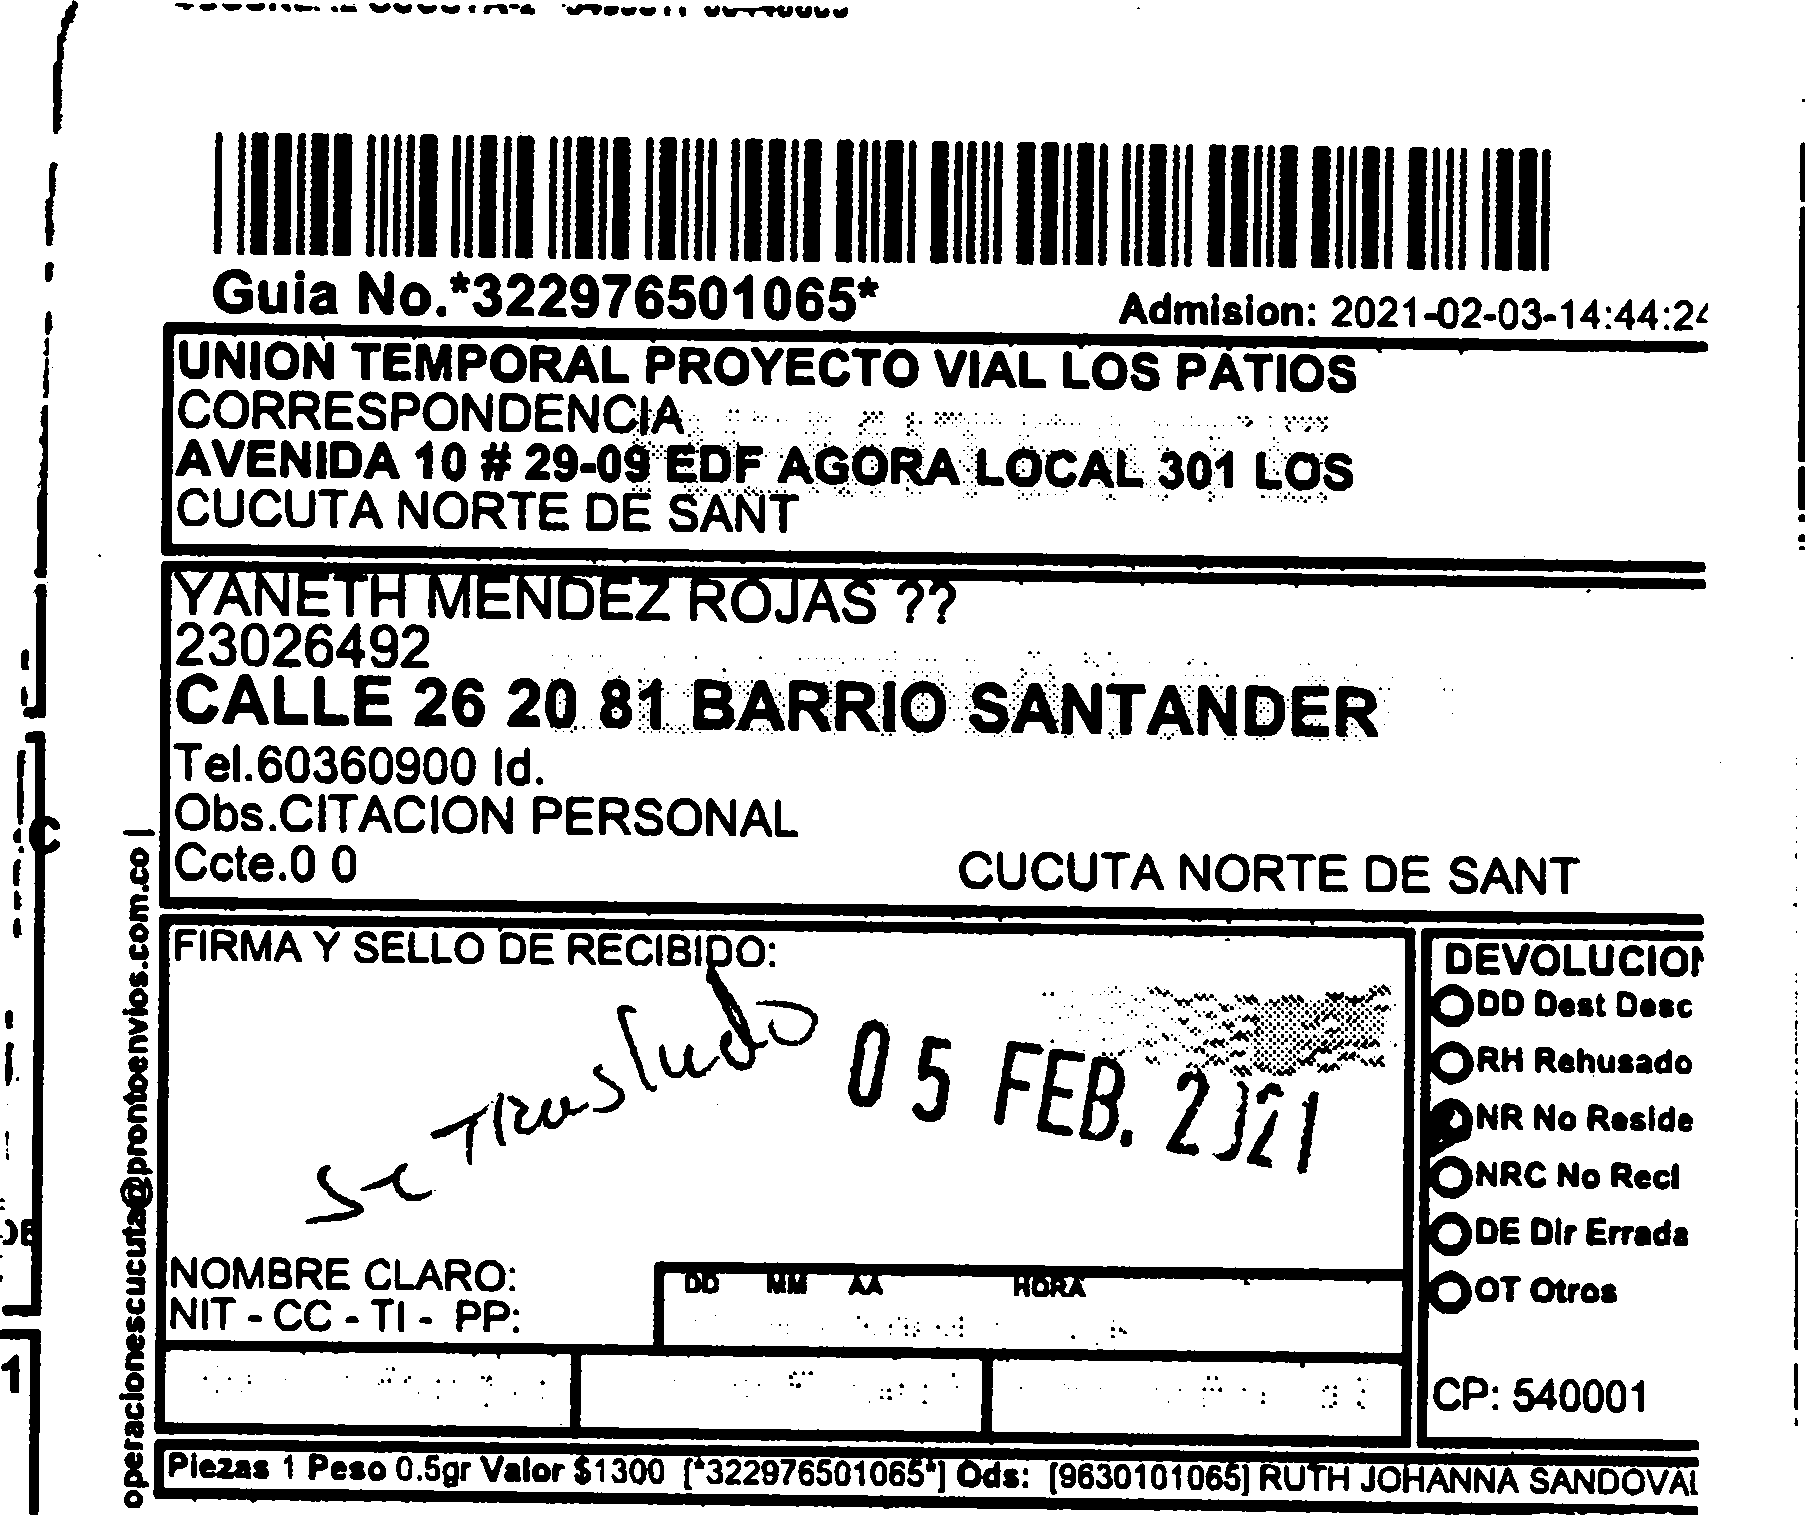 Guia No.*322976501065*
Admision: 2021-02-03-14:44:24
UNION TEMPORAL PROYECTO VIAL LOS PATIOS
CORRESPONDENCIA
AVENIDA 10 # 29-09 EDF AGORA LOCAL 301 LOS
CUCUTA NORTE DE SANT
YANETH MENDEZ ROJAS ??
23026492
CALLE 26 20 81 BARRIO SANTANDER
Tel.60360900 Id.
Obs.CITACION PERSONAL
Ccte.0 0
CUCUTA NORTE DE SANT
operacionescucuta@prontoenvios.com.co |
FIRMA Y SELLO DE RECIBIDO:
Se Trasludo
05 FEB. 2021
NOMBRE CLARO:
NIT - CC - TI - PP:
DD MM AA HORA
DEVOLUCION
DD Dest Desc
RH Rehusado
NR No Reside
NRC No Recl
DE Dir Errada
OT Otros
CP: 540001
Piezas 1 Peso 0.5gr Valor $1300 [*322976501065*] Ods: [9630101065] RUTH JOHANNA SANDOVAL